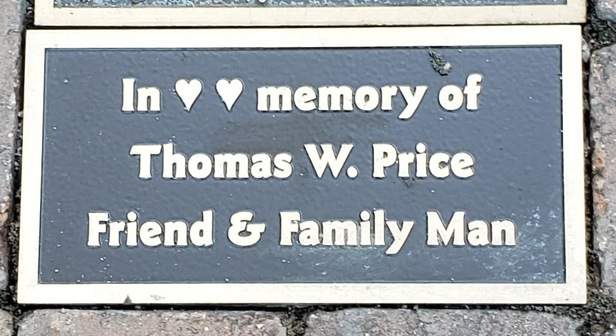 In ♥ ♥ memory of
Thomas W. Price
Friend & Family Man